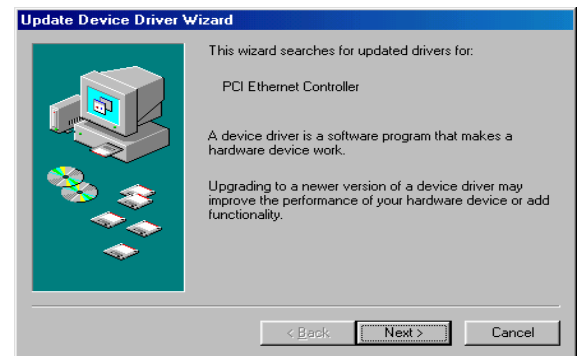 Update Device Driver Wizard
This wizard searches for updated drivers for:
PCI Ethernet Controller
A device driver is a software program that makes a
hardware device work.
Upgrading to a newer version of a device driver may
improve the performance of your hardware device or add
functionality.
< Back
Next >
Cancel